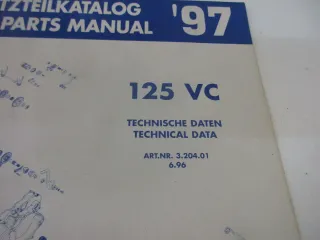 TZTEILKATALOG
PARTS MANUAL
'97
125 VC
TECHNISCHE DATEN
TECHNICAL DATA
ART.NR. 3.204.01
6.96